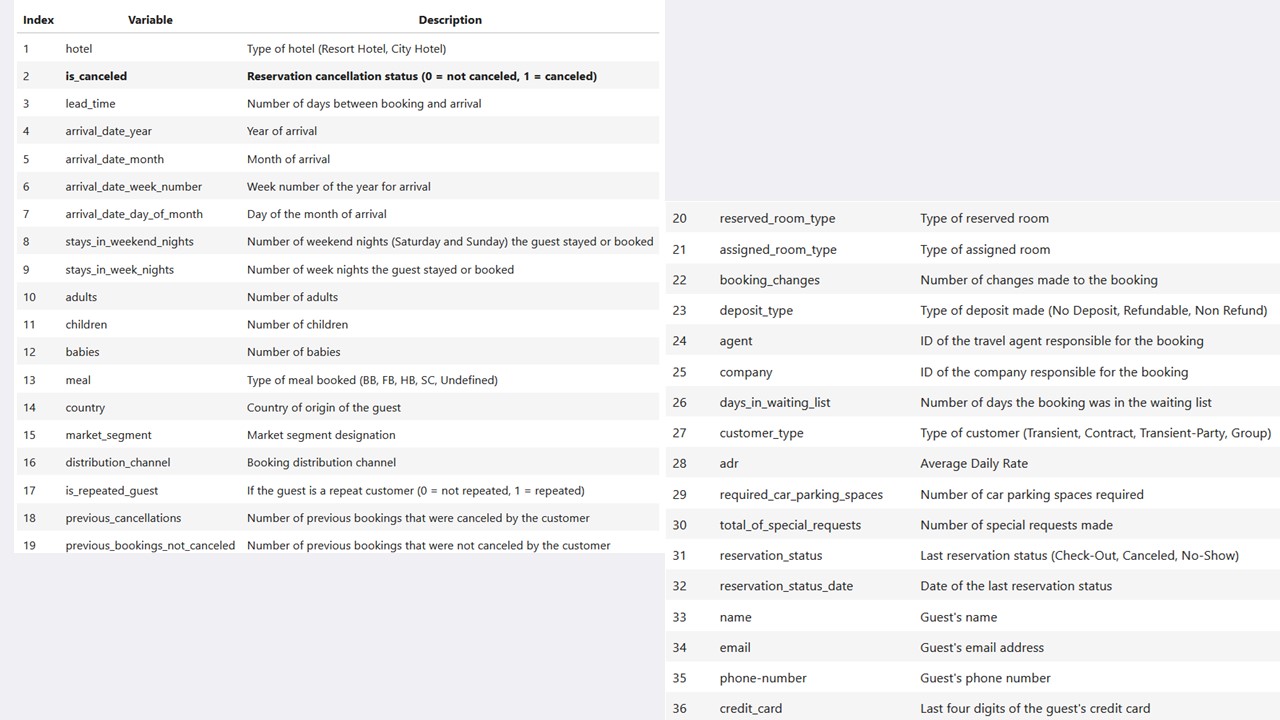 Index Variable Description
1 hotel Type of hotel (Resort Hotel, City Hotel)
2 is_canceled Reservation cancellation status (0 = not canceled, 1 = canceled)
3 lead_time Number of days between booking and arrival
4 arrival_date_year Year of arrival
5 arrival_date_month Month of arrival
6 arrival_date_week_number Week number of the year for arrival
7 arrival_date_day_of_month Day of the month of arrival
8 stays_in_weekend_nights Number of weekend nights (Saturday and Sunday) the guest stayed or booked
9 stays_in_week_nights Number of week nights the guest stayed or booked
10 adults Number of adults
11 children Number of children
12 babies Number of babies
13 meal Type of meal booked (BB, FB, HB, SC, Undefined)
14 country Country of origin of the guest
15 market_segment Market segment designation
16 distribution_channel Booking distribution channel
17 is_repeated_guest If the guest is a repeat customer (0 = not repeated, 1 = repeated)
18 previous_cancellations Number of previous bookings that were canceled by the customer
19 previous_bookings_not_canceled Number of previous bookings that were not canceled by the customer
20 reserved_room_type Type of reserved room
21 assigned_room_type Type of assigned room
22 booking_changes Number of changes made to the booking
23 deposit_type Type of deposit made (No Deposit, Refundable, Non Refund)
24 agent ID of the travel agent responsible for the booking
25 company ID of the company responsible for the booking
26 days_in_waiting_list Number of days the booking was in the waiting list
27 customer_type Type of customer (Transient, Contract, Transient-Party, Group)
28 adr Average Daily Rate
29 required_car_parking_spaces Number of car parking spaces required
30 total_of_special_requests Number of special requests made
31 reservation_status Last reservation status (Check-Out, Canceled, No-Show)
32 reservation_status_date Date of the last reservation status
33 name Guest's name
34 email Guest's email address
35 phone-number Guest's phone number
36 credit_card Last four digits of the guest's credit card